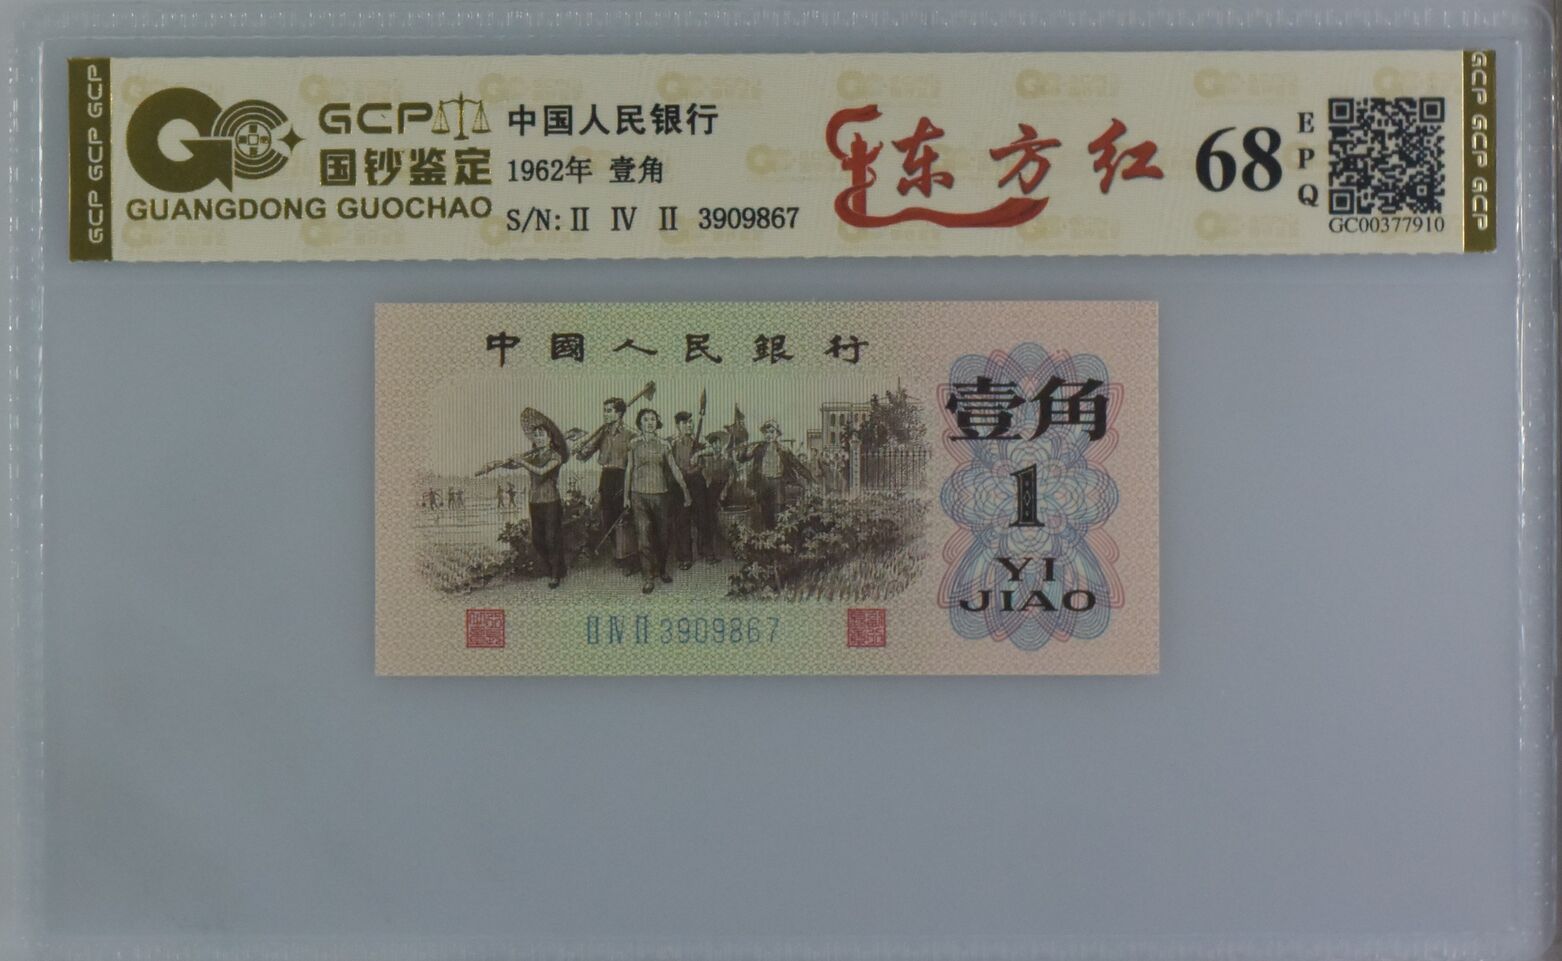 GCP GCP GCP
GCP
国钞鉴定
GUANGDONG GUOCHAO
中国人民银行
1962年 壹角
S/N: II IV II 3909867
东方红
68
EPQ
GC00377910
GCP GCP GCP
中國人民銀行
壹角
1
YI
JIAO
II IV II 3909867